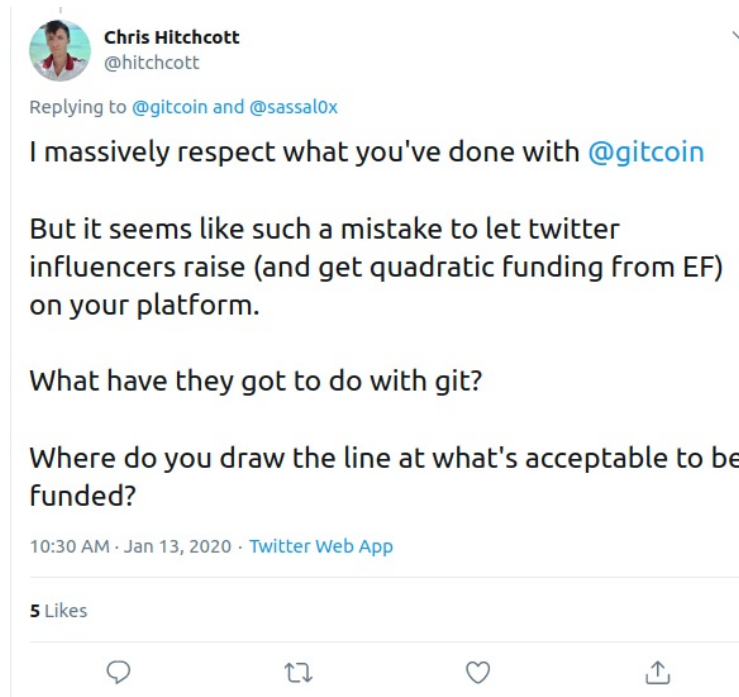 Chris Hitchcott
@hitchcott
Replying to @gitcoin and @sassal0x
I massively respect what you've done with @gitcoin
But it seems like such a mistake to let twitter
influencers raise (and get quadratic funding from EF)
on your platform.
What have they got to do with git?
Where do you draw the line at what's acceptable to be
funded?
10:30 AM · Jan 13, 2020 · Twitter Web App
5 Likes